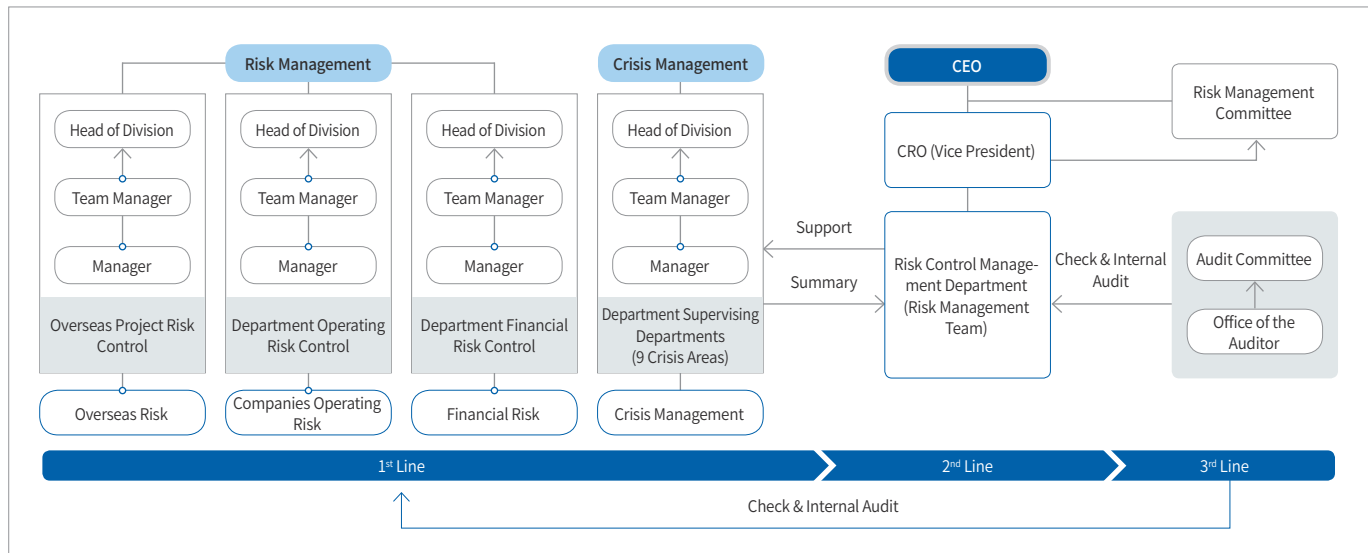 Risk Management
Crisis Management
CEO
Risk Management
Committee
Head of Division
Head of Division
Head of Division
Head of Division
CRO (Vice President)
Team Manager
Team Manager
Team Manager
Team Manager
Manager
Manager
Manager
Manager
Support
Summary
Risk Control Manage-
ment Department
(Risk Management
Team)
Check & Internal
Audit
Audit Committee
Office of the
Auditor
Overseas Project Risk
Control
Department Operating
Risk Control
Department Financial
Risk Control
Department Supervising
Departments
(9 Crisis Areas)
Overseas Risk
Companies Operating
Risk
Financial Risk
Crisis Management
1st Line
2nd Line
3rd Line
Check & Internal Audit